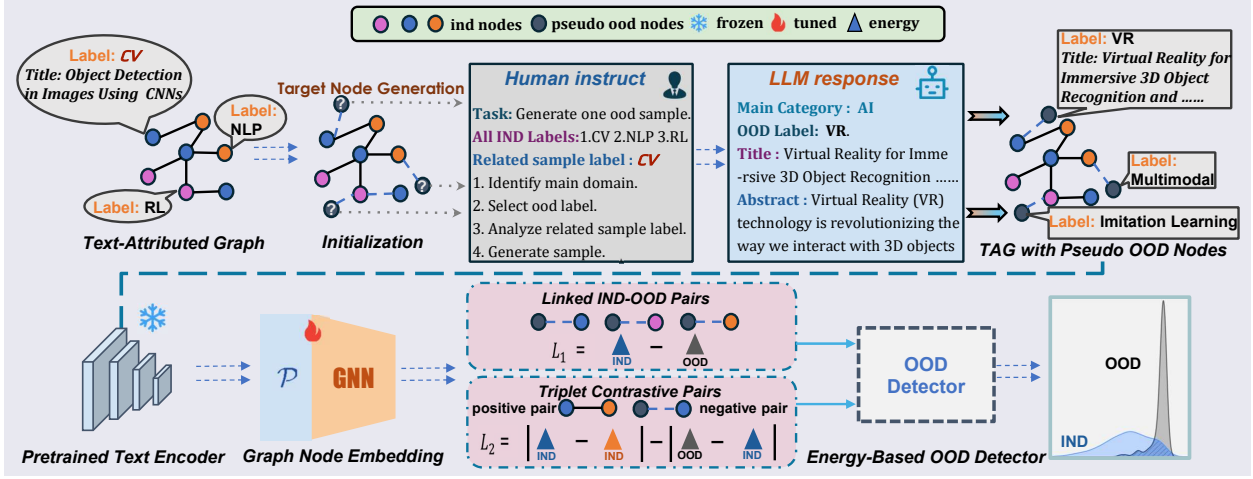 ind nodes pseudo ood nodes frozen tuned energy
Label: CV
Title: Object Detection
in Images Using CNNs
Label:
NLP
Label: RL
Text-Attributed Graph
Target Node Generation
?
?
?
Initialization
Human instruct
Task: Generate one ood sample.
All IND Labels:1.CV 2.NLP 3.RL
Related sample label : CV
1. Identify main domain.
2. Select ood label.
3. Analyze related sample label.
4. Generate sample.
LLM response
Main Category : AI
OOD Label: VR.
Title : Virtual Reality for Imme
-rsive 3D Object Recognition ......
Abstract : Virtual Reality (VR)
technology is revolutionizing the
way we interact with 3D objects
Label: VR
Title: Virtual Reality for
Immersive 3D Object
Recognition and ......
Label:
Multimodal
Label: Imitation Learning
TAG with Pseudo OOD Nodes
Pretrained Text Encoder
P
GNN
Graph Node Embedding
Linked IND-OOD Pairs
L1 = IND − OOD
Triplet Contrastive Pairs
positive pair negative pair
L2 = | IND − IND | − | OOD − IND |
OOD
Detector
Energy-Based OOD Detector
OOD
IND